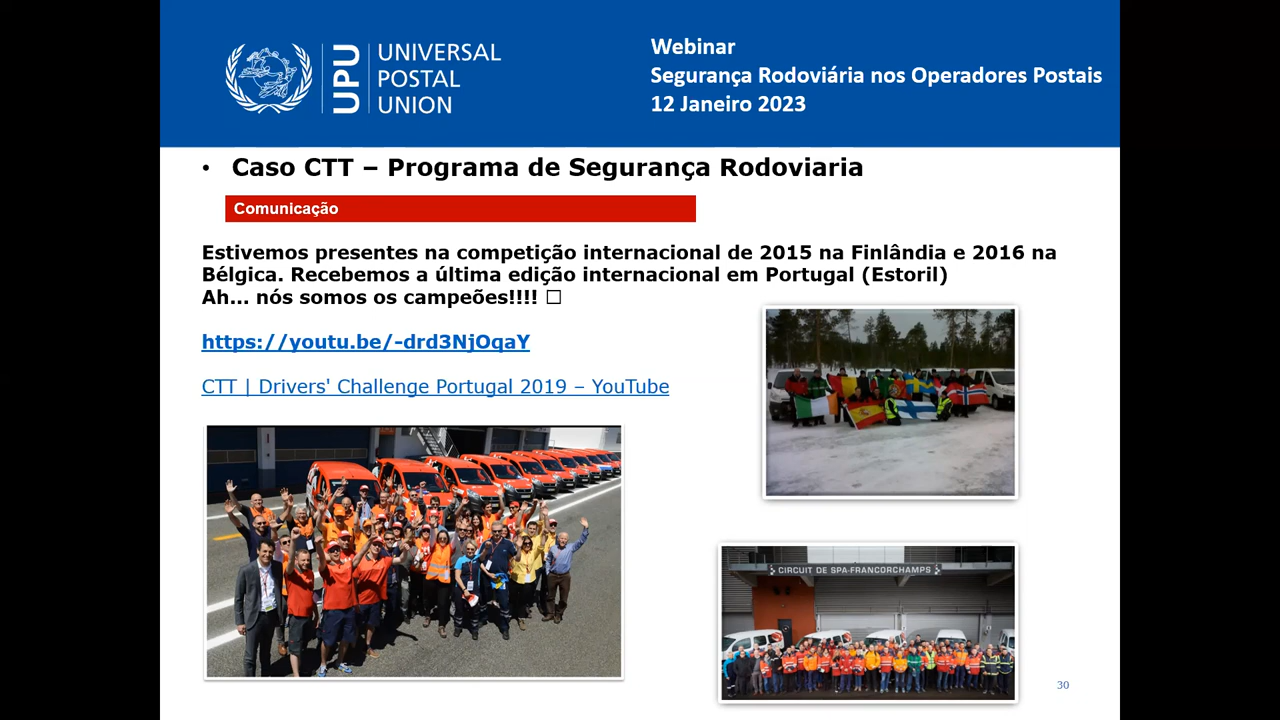 UPU
UNIVERSAL
POSTAL
UNION
Webinar
Segurança Rodoviária nos Operadores Postais
12 Janeiro 2023
• Caso CTT – Programa de Segurança Rodoviaria
Comunicação
Estivemos presentes na competição internacional de 2015 na Finlândia e 2016 na
Bélgica. Recebemos a última edição internacional em Portugal (Estoril)
Ah... nós somos os campeões!!!! □
https://youtu.be/-drd3NjOqaY
CTT | Drivers' Challenge Portugal 2019 – YouTube
CIRCUIT DE SPA-FRANCORCHAMPS
30